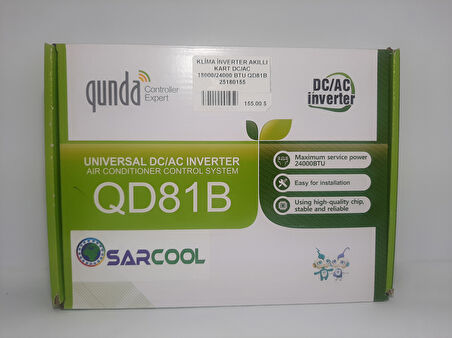 qunda
Controller
Expert
KLİMA İNVERTER AKILLI
KART DC/AC
18000/24000 BTU QD81B
25180155
155.00 $
DC/AC
inverter
UNIVERSAL DC/AC INVERTER
AIR CONDITIONER CONTROL SYSTEM
QD81B
Maximum service power
24000BTU
Easy for installation
Using high-quality chip,
stable and reliable
SARCOOL